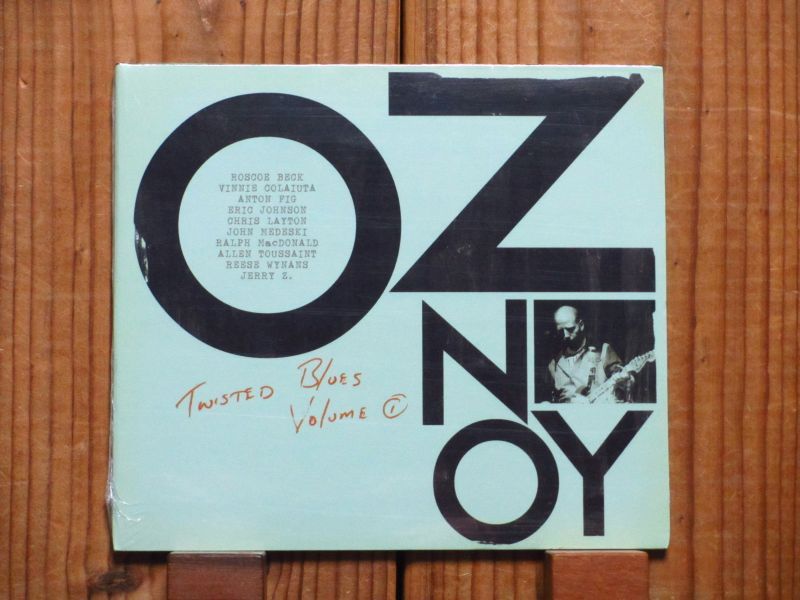 OZ
ROSCOE BECK
VINNIE COLAIUTA
ANTON FIG
ERIC JOHNSON
CHRIS LAYTON
JOHN MEDESKI
RALPH MacDONALD
ALLEN TOUSSAINT
REESE WYNANS
JERRY Z.
N
OY
TWISTED BLUES
VOLUME 1